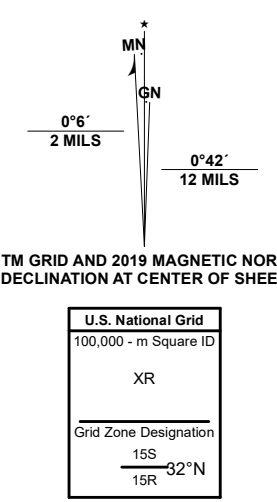 MN
GN
0°6´
2 MILS
0°42´
12 MILS
TM GRID AND 2019 MAGNETIC NOR
DECLINATION AT CENTER OF SHEE
U.S. National Grid
100,000 - m Square ID
XR
Grid Zone Designation
15S
32°N
15R